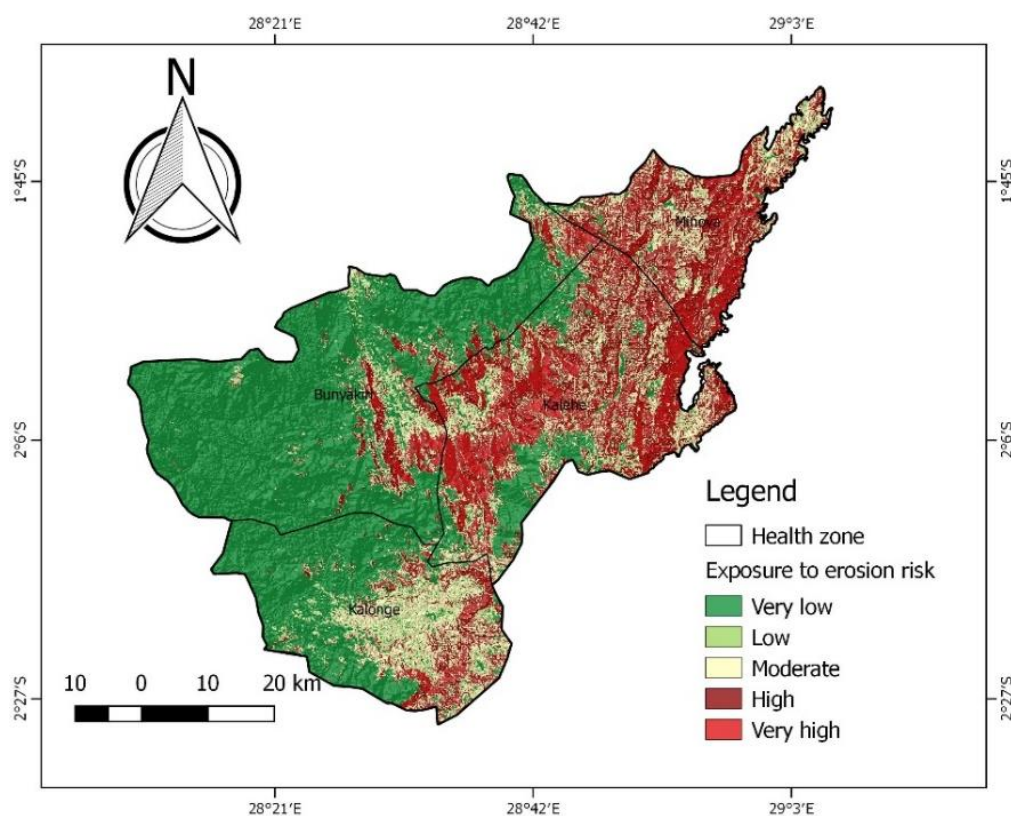 28°21′E 28°42′E 29°3′E
N
1°45′S 1°45′S
Minova
Bunyakiri
Kalehe
2°6′S 2°6′S
Legend
Health zone
Exposure to erosion risk
Very low
Kalonge
Low
Moderate
10 0 10 20 km
High
2°27′S 2°27′S
Very high
28°21′E 28°42′E 29°3′E